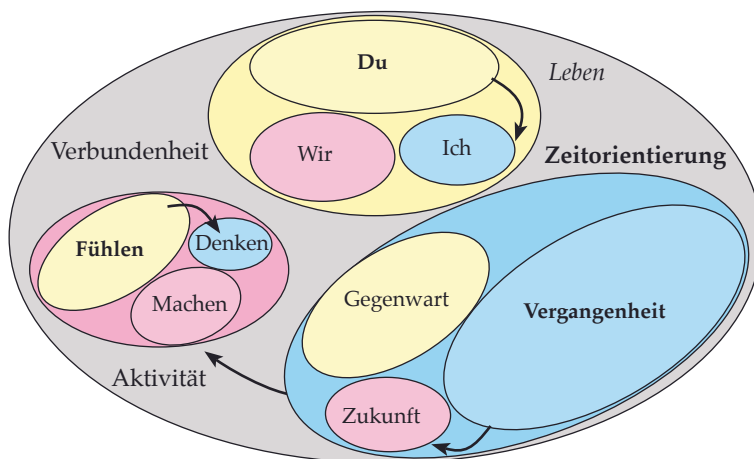 Du
Leben
Wir
Ich
Verbundenheit
Zeitorientierung
Fühlen
Denken
Machen
Gegenwart
Vergangenheit
Aktivität
Zukunft